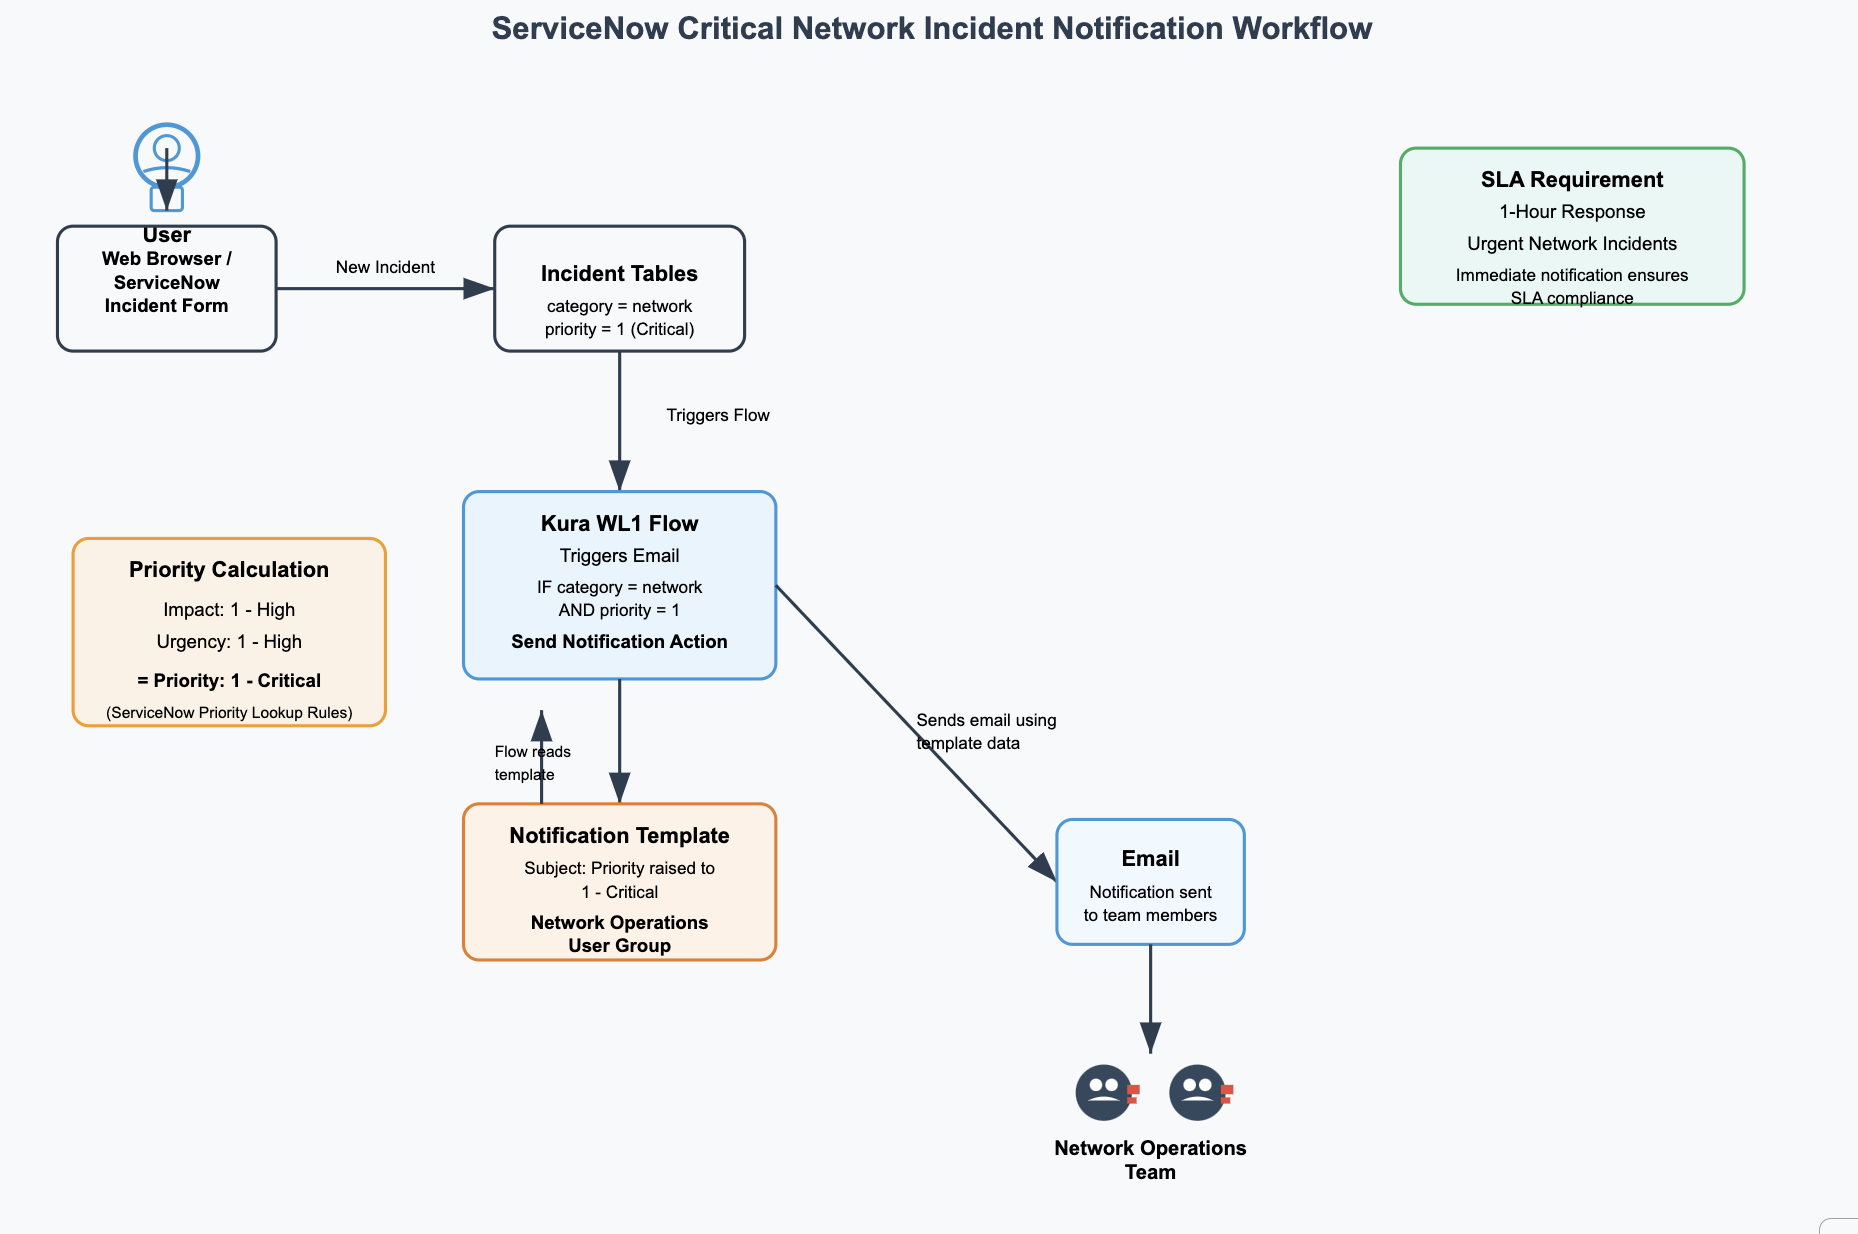 ServiceNow Critical Network Incident Notification Workflow
User
Web Browser /
ServiceNow
Incident Form
New Incident
Incident Tables
category = network
priority = 1 (Critical)
SLA Requirement
1-Hour Response
Urgent Network Incidents
Immediate notification ensures
SLA compliance
Triggers Flow
Kura WL1 Flow
Triggers Email
IF category = network
AND priority = 1
Send Notification Action
Priority Calculation
Impact: 1 - High
Urgency: 1 - High
= Priority: 1 - Critical
(ServiceNow Priority Lookup Rules)
Flow reads
template
Sends email using
template data
Notification Template
Subject: Priority raised to
1 - Critical
Network Operations
User Group
Email
Notification sent
to team members
Network Operations
Team